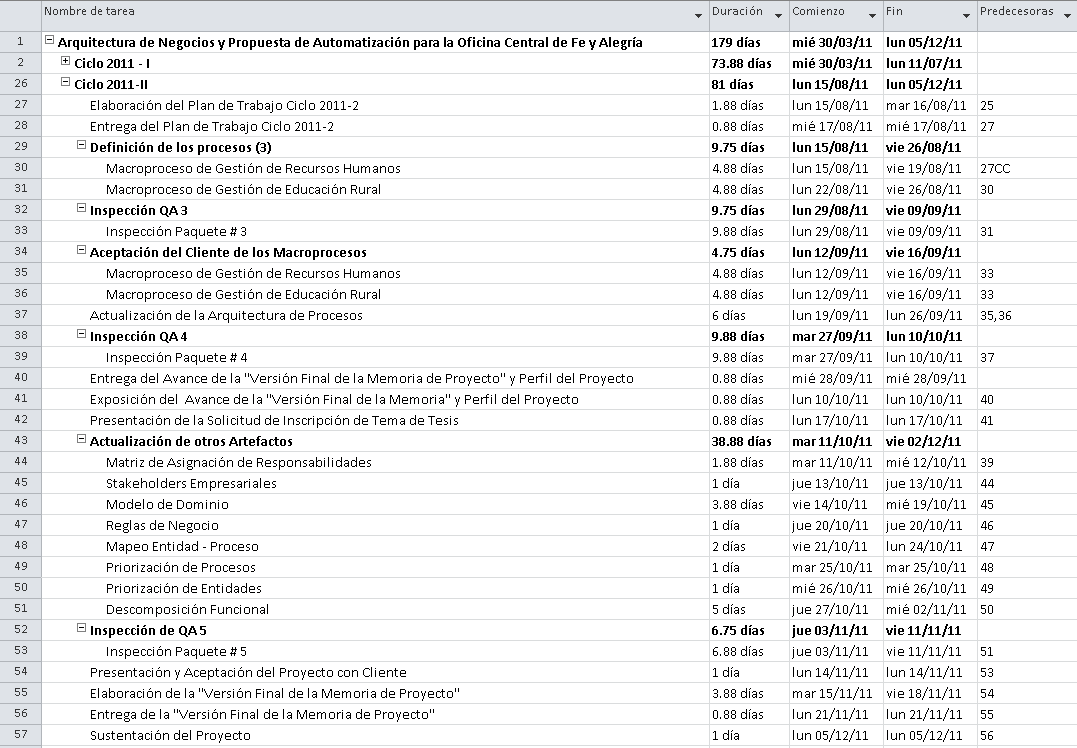 Nombre de tarea Duración Comienzo Fin Predecesoras
1 Arquitectura de Negocios y Propuesta de Automatización para la Oficina Central de Fe y Alegría 179 días mié 30/03/11 lun 05/12/11
2 Ciclo 2011 - I 73.88 días mié 30/03/11 lun 11/07/11
26 Ciclo 2011-II 81 días lun 15/08/11 lun 05/12/11
27 Elaboración del Plan de Trabajo Ciclo 2011-2 1.88 días lun 15/08/11 mar 16/08/11 25
28 Entrega del Plan de Trabajo Ciclo 2011-2 0.88 días mié 17/08/11 mié 17/08/11 27
29 Definición de los procesos (3) 9.75 días lun 15/08/11 vie 26/08/11
30 Macroproceso de Gestión de Recursos Humanos 4.88 días lun 15/08/11 vie 19/08/11 27CC
31 Macroproceso de Gestión de Educación Rural 4.88 días lun 22/08/11 vie 26/08/11 30
32 Inspección QA 3 9.75 días lun 29/08/11 vie 09/09/11
33 Inspección Paquete # 3 9.88 días lun 29/08/11 vie 09/09/11 31
34 Aceptación del Cliente de los Macroprocesos 4.75 días lun 12/09/11 vie 16/09/11
35 Macroproceso de Gestión de Recursos Humanos 4.88 días lun 12/09/11 vie 16/09/11 33
36 Macroproceso de Gestión de Educación Rural 4.88 días lun 12/09/11 vie 16/09/11 33
37 Actualización de la Arquitectura de Procesos 6 días lun 19/09/11 lun 26/09/11 35,36
38 Inspección QA 4 9.88 días mar 27/09/11 lun 10/10/11
39 Inspección Paquete # 4 9.88 días mar 27/09/11 lun 10/10/11 37
40 Entrega del Avance de la "Versión Final de la Memoria de Proyecto" y Perfil del Proyecto 0.88 días mié 28/09/11 mié 28/09/11
41 Exposición del Avance de la "Versión Final de la Memoria" y Perfil del Proyecto 0.88 días lun 10/10/11 lun 10/10/11 40
42 Presentación de la Solicitud de Inscripción de Tema de Tesis 0.88 días lun 17/10/11 lun 17/10/11 41
43 Actualización de otros Artefactos 38.88 días mar 11/10/11 vie 02/12/11
44 Matriz de Asignación de Responsabilidades 1.88 días mar 11/10/11 mié 12/10/11 39
45 Stakeholders Empresariales 1 día jue 13/10/11 jue 13/10/11 44
46 Modelo de Dominio 3.88 días vie 14/10/11 mié 19/10/11 45
47 Reglas de Negocio 1 día jue 20/10/11 jue 20/10/11 46
48 Mapeo Entidad - Proceso 2 días vie 21/10/11 lun 24/10/11 47
49 Priorización de Procesos 1 día mar 25/10/11 mar 25/10/11 48
50 Priorización de Entidades 1 día mié 26/10/11 mié 26/10/11 49
51 Descomposición Funcional 5 días jue 27/10/11 mié 02/11/11 50
52 Inspección de QA 5 6.75 días jue 03/11/11 vie 11/11/11
53 Inspección Paquete # 5 6.88 días jue 03/11/11 vie 11/11/11 51
54 Presentación y Aceptación del Proyecto con Cliente 1 día lun 14/11/11 lun 14/11/11 53
55 Elaboración de la "Versión Final de la Memoria de Proyecto" 3.88 días mar 15/11/11 vie 18/11/11 54
56 Entrega de la "Versión Final de la Memoria de Proyecto" 0.88 días lun 21/11/11 lun 21/11/11 55
57 Sustentación del Proyecto 1 día lun 05/12/11 lun 05/12/11 56